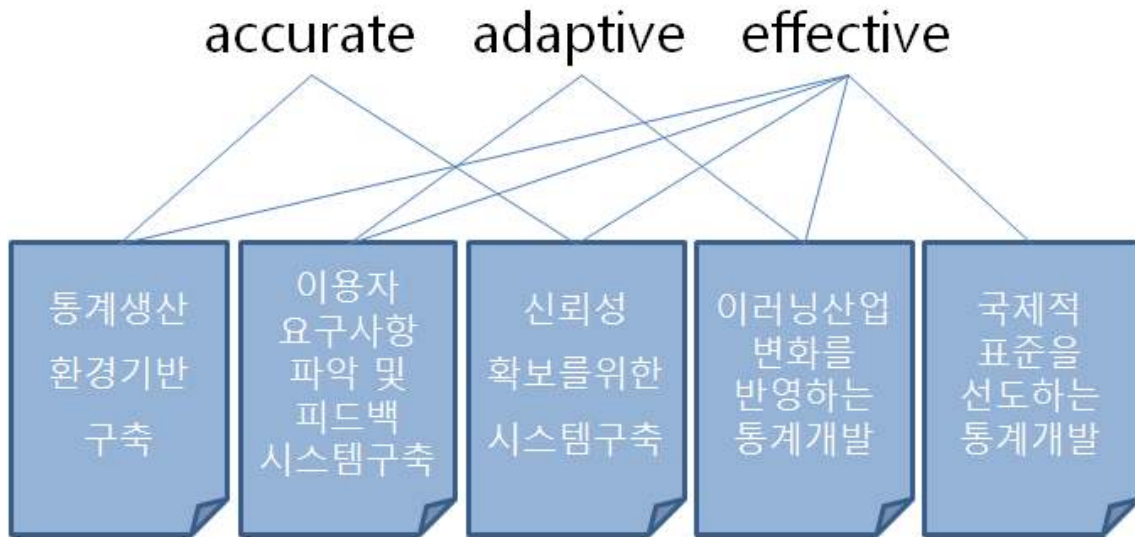 accurate adaptive effective
통계생산
환경기반
구축
이용자
요구사항
파악 및
피드백
시스템구축
신뢰성
확보를위한
시스템구축
이러닝산업
변화를
반영하는
통계개발
국제적
표준을
선도하는
통계개발